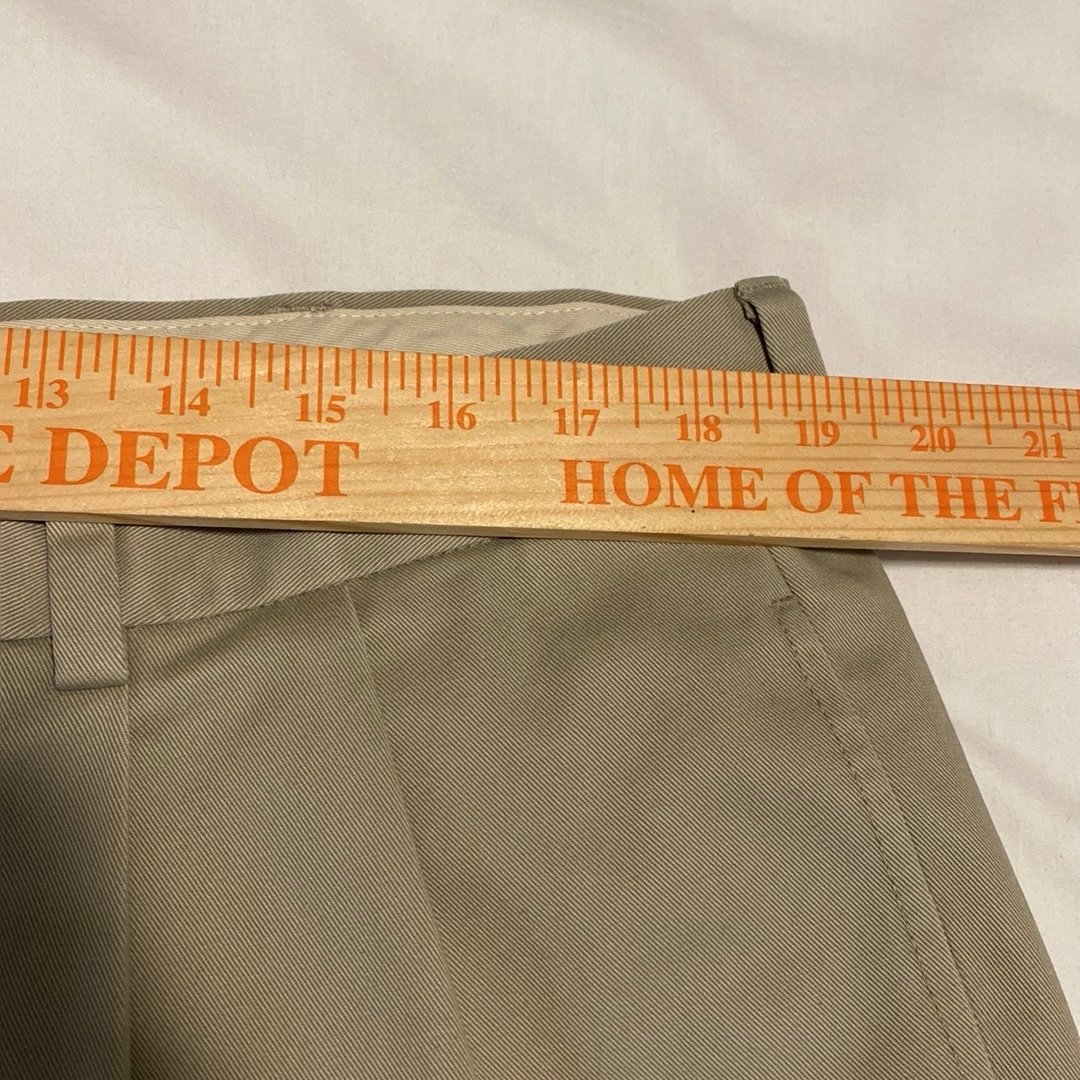 13 14 15 16 17 18 19 20 21
DEPOT HOME OF THE